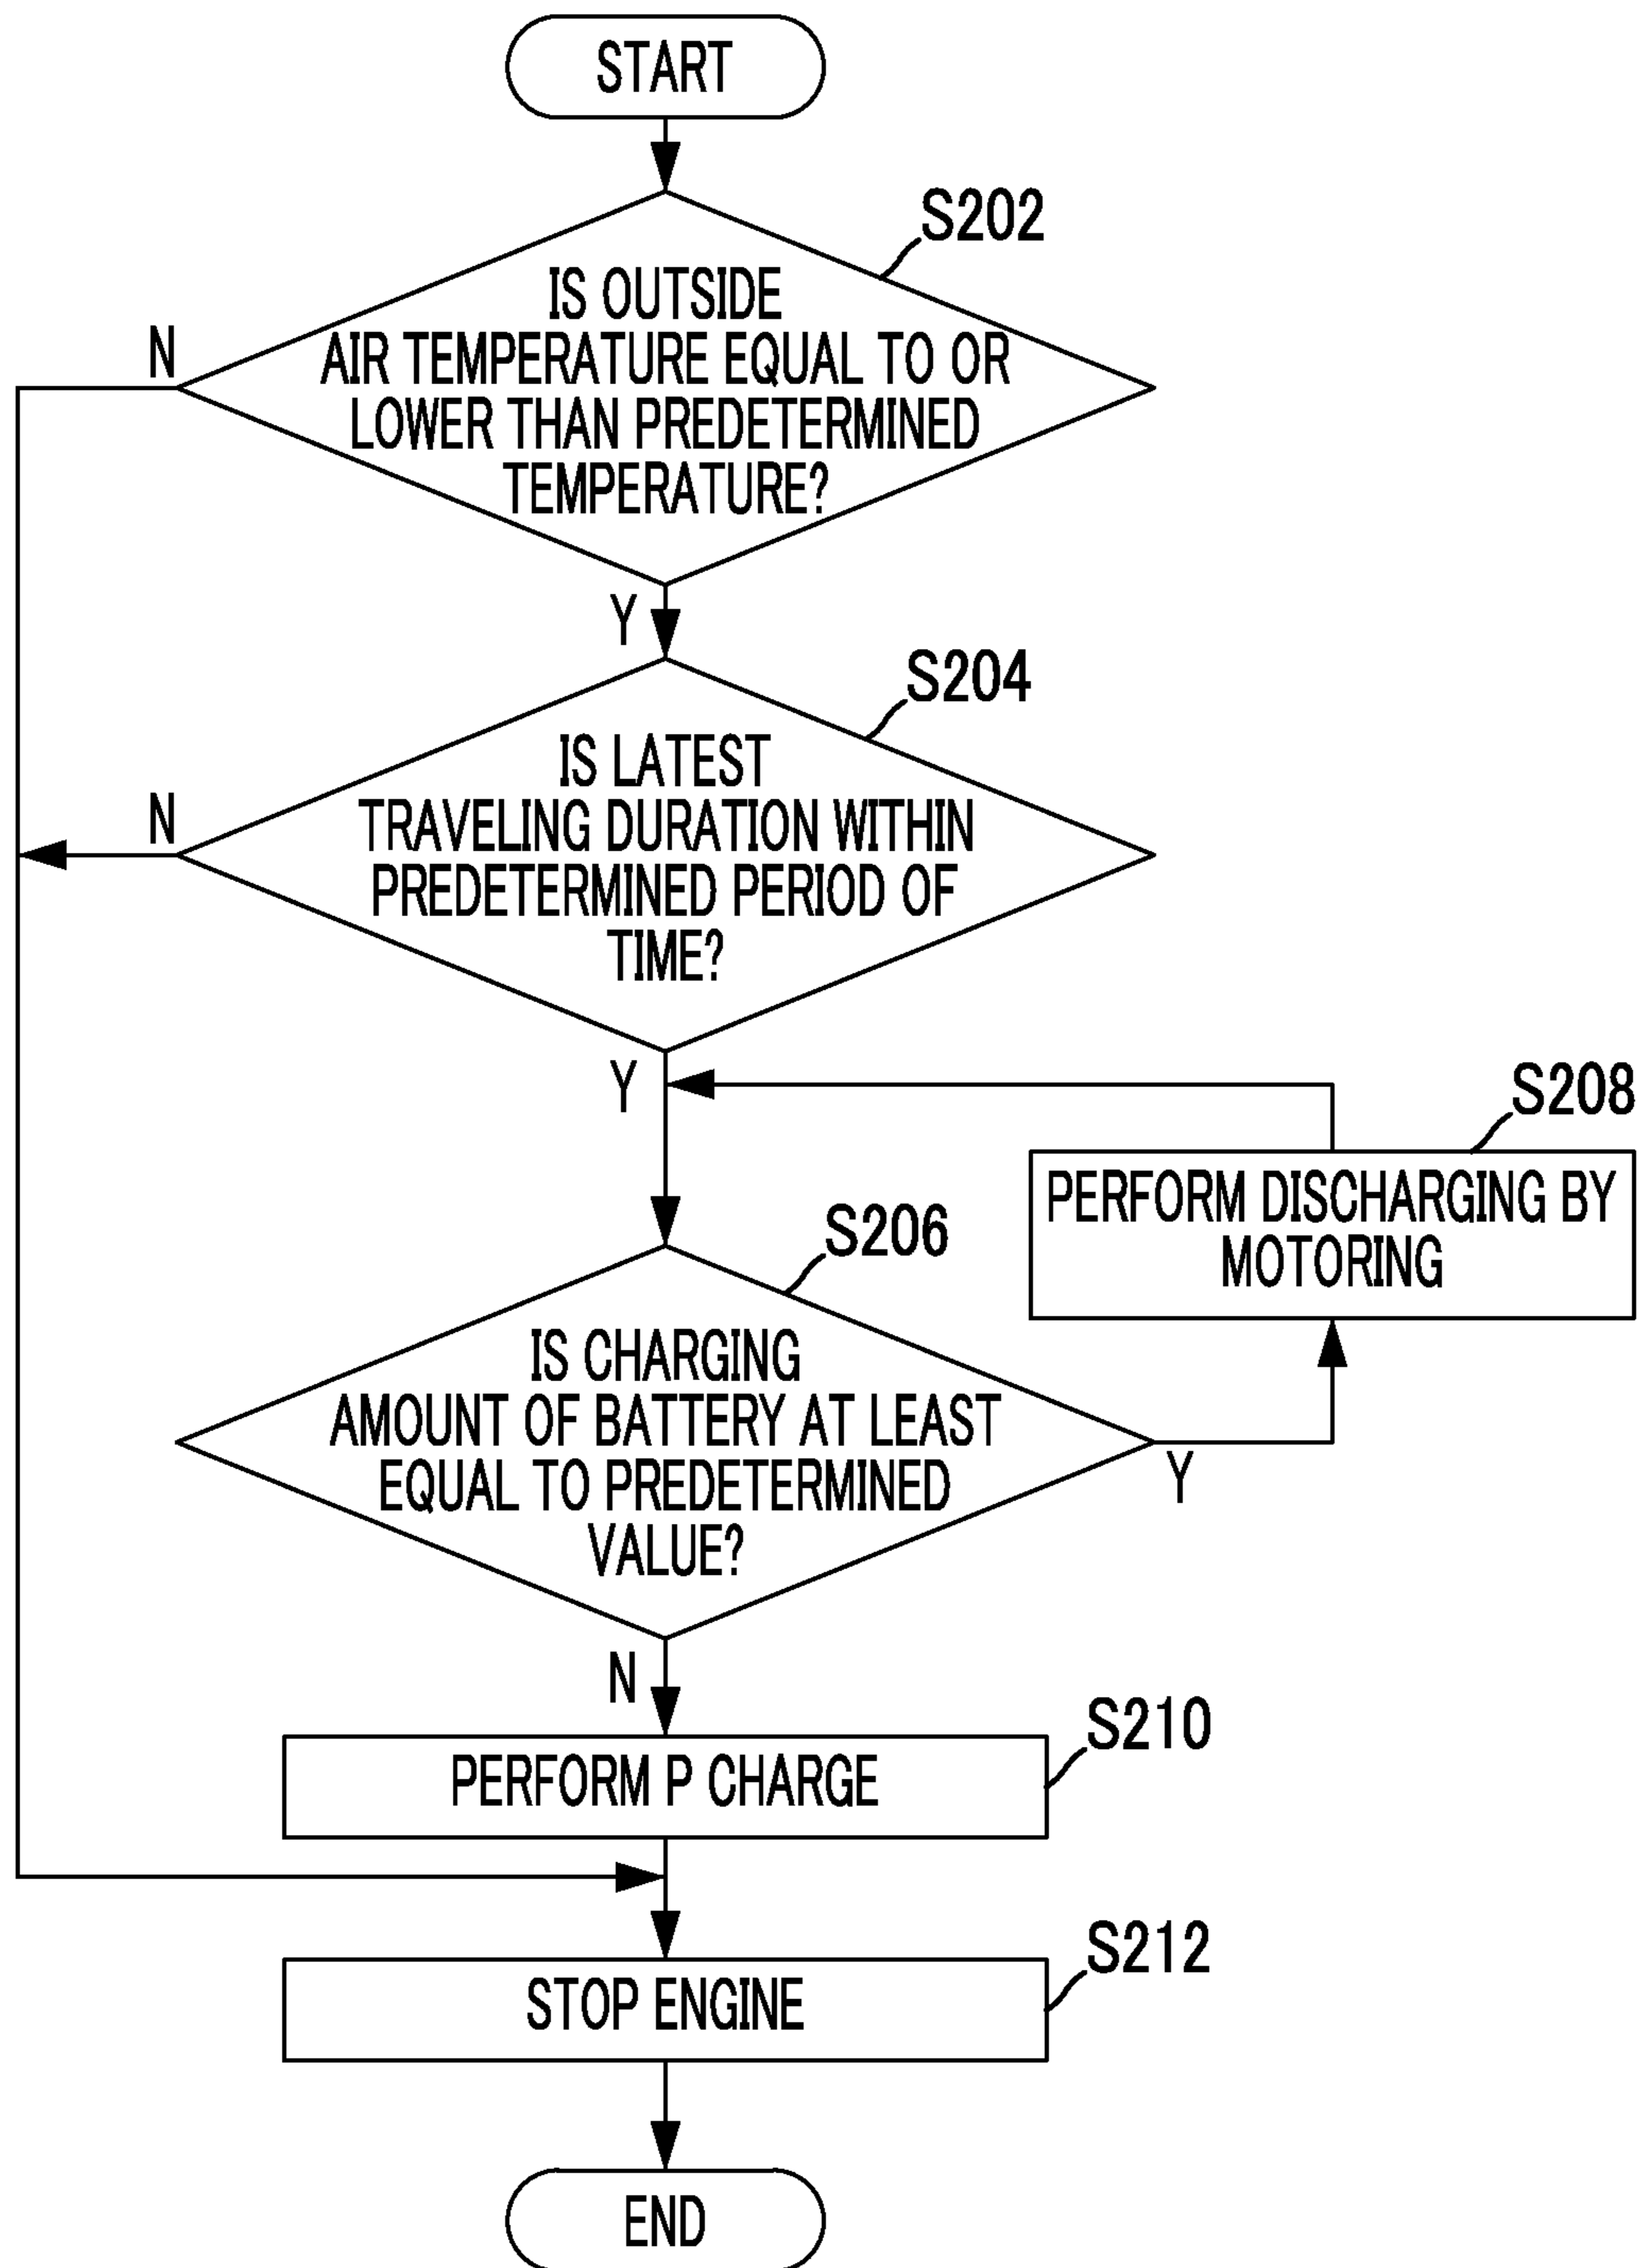 START
S202
IS OUTSIDE
AIR TEMPERATURE EQUAL TO OR
LOWER THAN PREDETERMINED
TEMPERATURE?
N
Y
S204
IS LATEST
TRAVELING DURATION WITHIN
PREDETERMINED PERIOD OF
TIME?
N
Y
S208
PERFORM DISCHARGING BY
MOTORING
S206
IS CHARGING
AMOUNT OF BATTERY AT LEAST
EQUAL TO PREDETERMINED
VALUE?
Y
N
S210
PERFORM P CHARGE
S212
STOP ENGINE
END